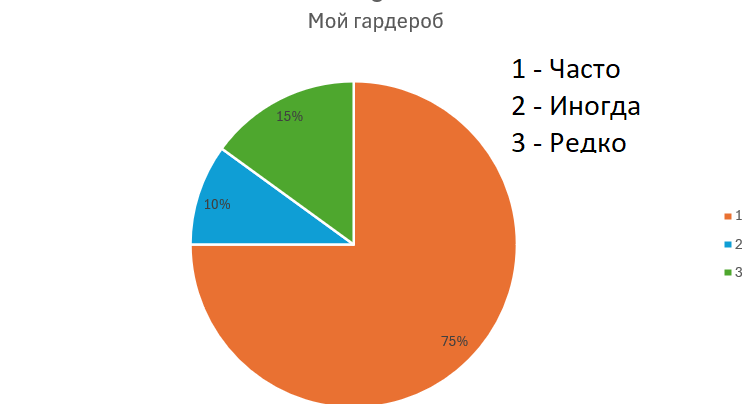 Мой гардероб
1 - Часто
2 - Иногда
3 - Редко
15%
10%
75%
1
2
3